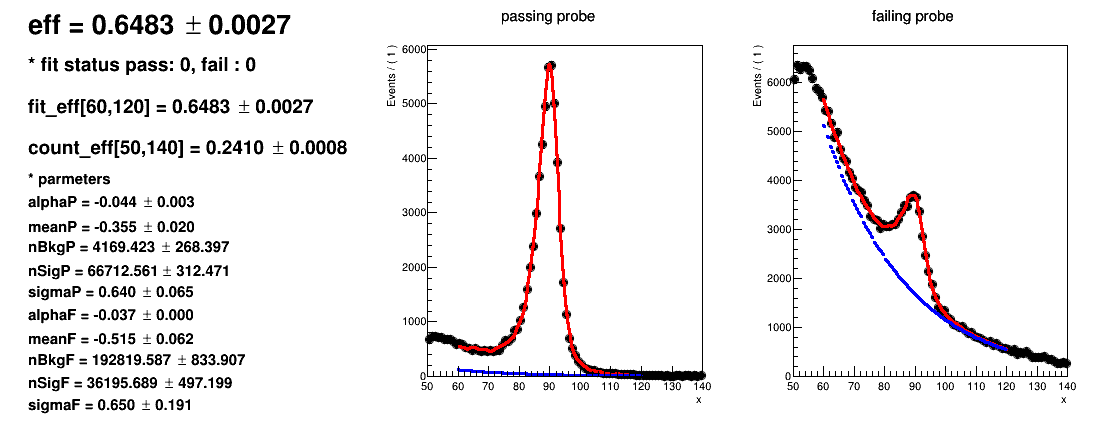 eff = 0.6483 ± 0.0027
* fit status pass: 0, fail : 0
fit_eff[60,120] = 0.6483 ± 0.0027
count_eff[50,140] = 0.2410 ± 0.0008
* parmeters
alphaP = -0.044 ± 0.003
meanP = -0.355 ± 0.020
nBkgP = 4169.423 ± 268.397
nSigP = 66712.561 ± 312.471
sigmaP = 0.640 ± 0.065
alphaF = -0.037 ± 0.000
meanF = -0.515 ± 0.062
nBkgF = 192819.587 ± 833.907
nSigF = 36195.689 ± 497.199
sigmaF = 0.650 ± 0.191
passing probe
Events / ( 1 )
6000
5000
4000
3000
2000
1000
0
50 60 70 80 90 100 110 120 130 140
x
failing probe
Events / ( 1 )
6000
5000
4000
3000
2000
1000
0
50 60 70 80 90 100 110 120 130 140
x